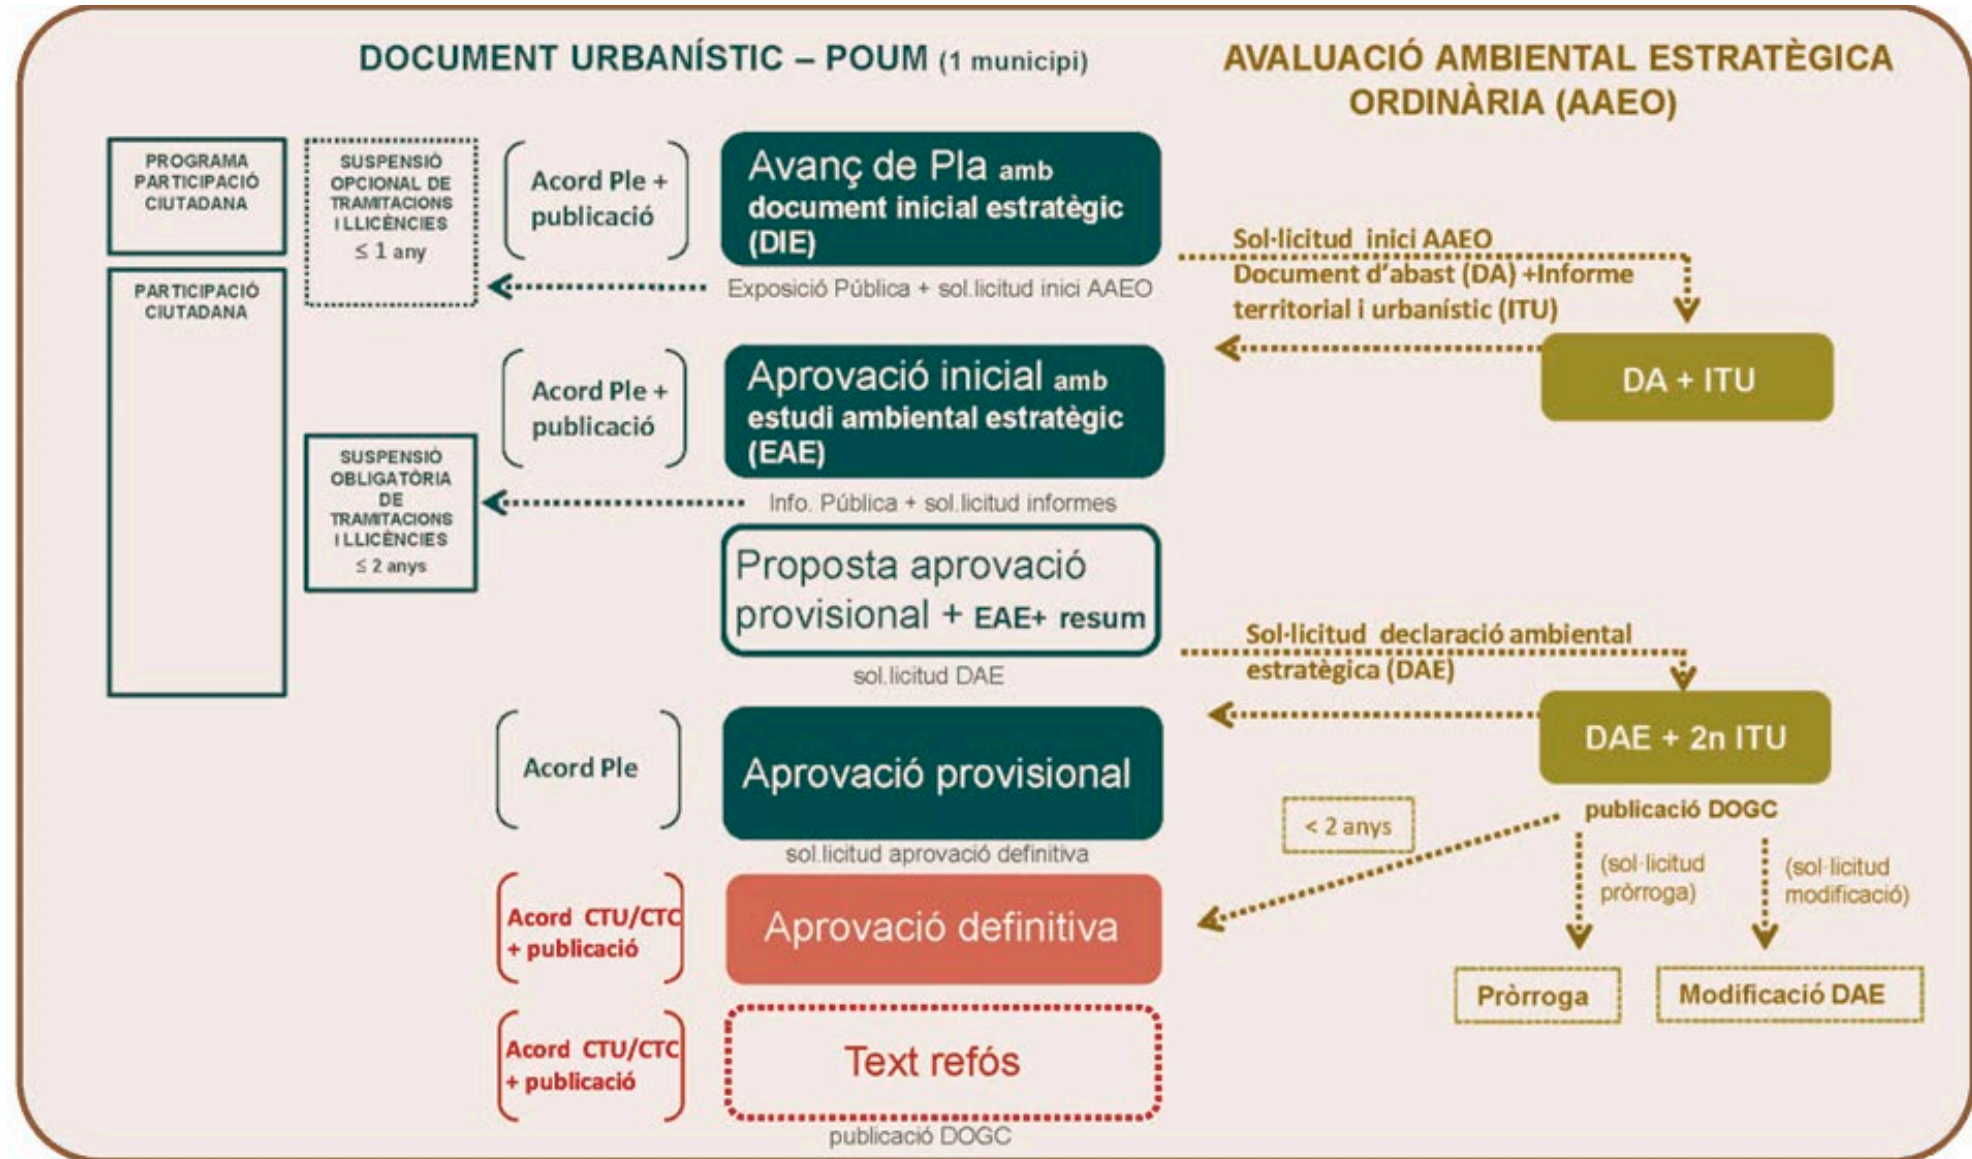 DOCUMENT URBANÍSTIC – POUM (1 municipi)
AVALUACIÓ AMBIENTAL ESTRATÈGICA
ORDINÀRIA (AAEO)
PROGRAMA
PARTICIPACIÓ
CIUTADANA
SUSPENSIÓ
OPCIONAL DE
TRAMITACIONS
I LLICÈNCIES
≤ 1 any
Acord Ple +
publicació
Avanç de Pla amb
document inicial estratègic
(DIE)
Exposició Pública + sol.licitud inici AAEO
Sol·licitud inici AAEO
Document d'abast (DA) +Informe
territorial i urbanístic (ITU)
DA + ITU
PARTICIPACIÓ
CIUTADANA
Acord Ple +
publicació
Aprovació inicial amb
estudi ambiental estratègic
(EAE)
Info. Pública + sol.licitud informes
SUSPENSIÓ
OBLIGATÒRIA
DE
TRAMITACIONS
I LLICÈNCIES
≤ 2 anys
Proposta aprovació
provisional + EAE+ resum
sol.licitud DAE
Sol·licitud declaració ambiental
estratègica (DAE)
DAE + 2n ITU
publicació DOGC
Acord Ple
Aprovació provisional
sol.licitud aprovació definitiva
< 2 anys
(sol·licitud
pròrroga)
(sol·licitud
modificació)
Pròrroga
Modificació DAE
Acord CTU/CTC
+ publicació
Aprovació definitiva
Acord CTU/CTC
+ publicació
Text refós
publicació DOGC